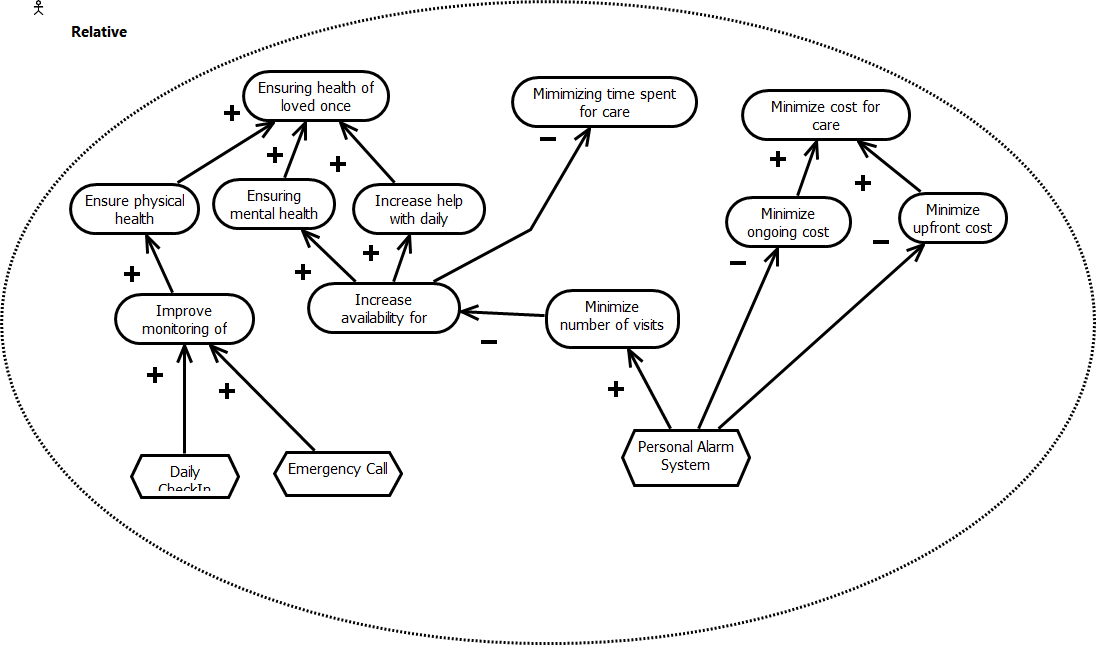 Relative
Ensuring health of
loved once
Mimimizing time spent
for care
Minimize cost for
care
Ensure physical
health
Ensuring
mental health
Increase help
with daily
Minimize
ongoing cost
Minimize
upfront cost
Improve
monitoring of
Increase
availability for
Minimize
number of visits
Daily
CheckIn
Emergency Call
Personal Alarm
System